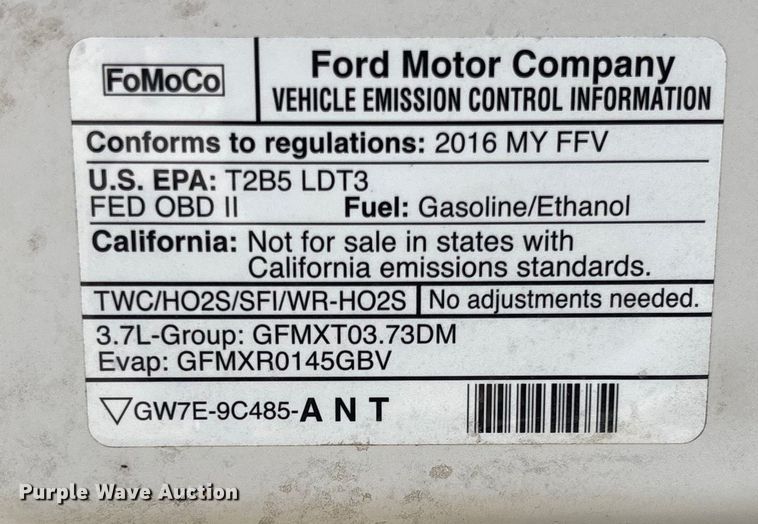 FoMoCo
Ford Motor Company
VEHICLE EMISSION CONTROL INFORMATION
Conforms to regulations: 2016 MY FFV
U.S. EPA: T2B5 LDT3
FED OBD II Fuel: Gasoline/Ethanol
California: Not for sale in states with
California emissions standards.
TWC/HO2S/SFI/WR-HO2S No adjustments needed.
3.7L-Group: GFMXT03.73DM
Evap: GFMXR0145GBV
▽GW7E-9C485-A N T
Purple Wave Auction